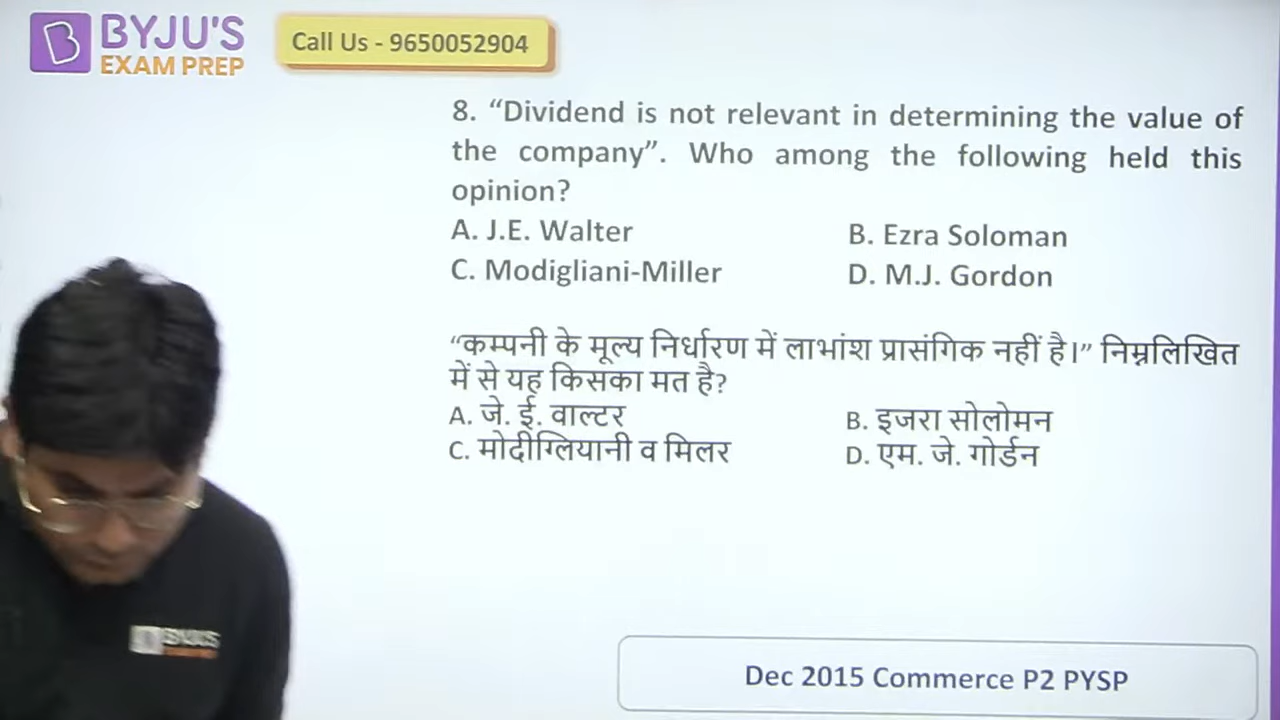 BYJU'S
EXAM PREP
Call Us - 9650052904
8. “Dividend is not relevant in determining the value of
the company”. Who among the following held this
opinion?
A. J.E. Walter B. Ezra Soloman
C. Modigliani-Miller D. M.J. Gordon
“कम्पनी के मूल्य निर्धारण में लाभांश प्रासंगिक नहीं है।” निम्नलिखित
में से यह किसका मत है?
A. जे. ई. वाल्टर B. इजरा सोलोमन
C. मोदीग्लियानी व मिलर D. एम. जे. गोर्डन
BYJU'S
Dec 2015 Commerce P2 PYSP